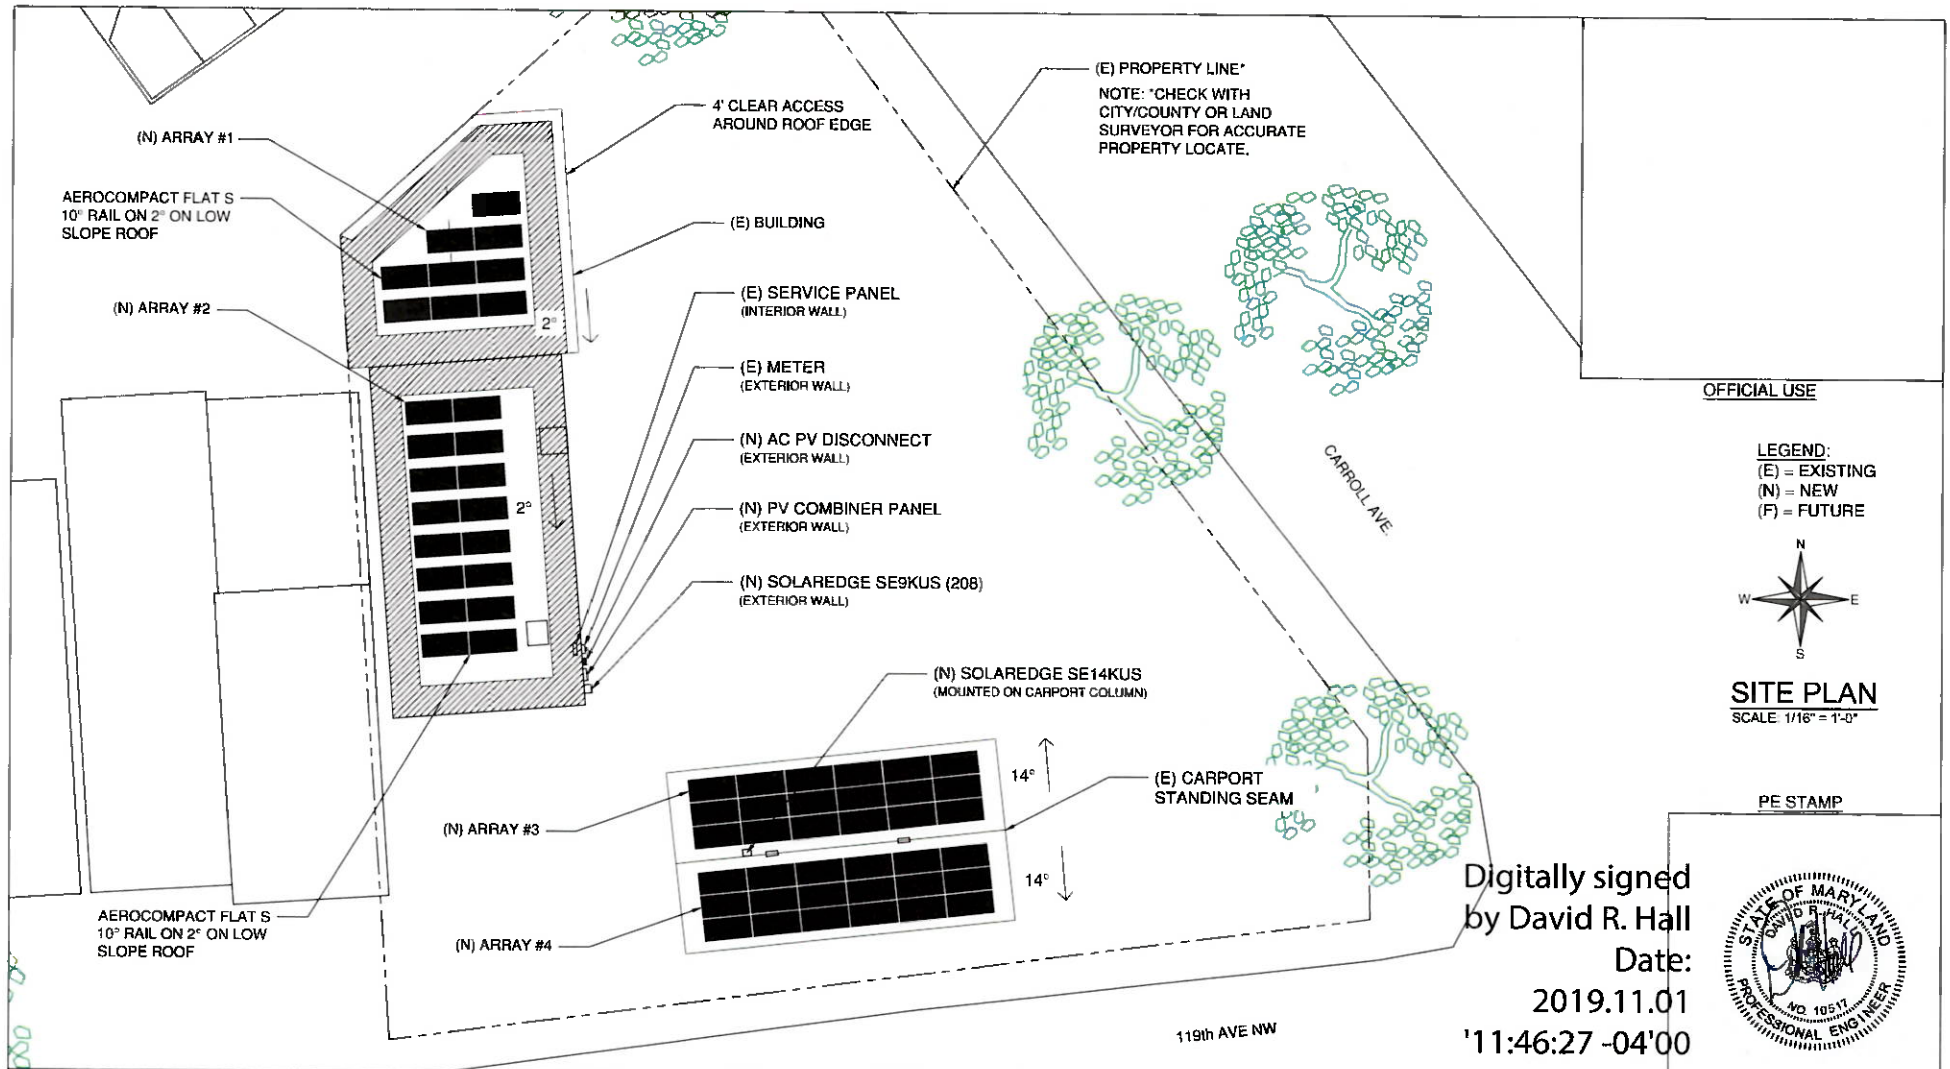 (E) PROPERTY LINE*
NOTE: *CHECK WITH
CITY/COUNTY OR LAND
SURVEYOR FOR ACCURATE
PROPERTY LOCATE.
4' CLEAR ACCESS
AROUND ROOF EDGE
(N) ARRAY #1
AEROCOMPACT FLAT S
10° RAIL ON 2° ON LOW
SLOPE ROOF
(E) BUILDING
(N) ARRAY #2
2°
(E) SERVICE PANEL
(INTERIOR WALL)
(E) METER
(EXTERIOR WALL)
(N) AC PV DISCONNECT
(EXTERIOR WALL)
2°
(N) PV COMBINER PANEL
(EXTERIOR WALL)
(N) SOLAREDGE SE9KUS (208)
(EXTERIOR WALL)
CARROLL AVE.
OFFICIAL USE
LEGEND:
(E) = EXISTING
(N) = NEW
(F) = FUTURE
N
W
E
S
SITE PLAN
SCALE: 1/16" = 1'-0"
(N) SOLAREDGE SE14KUS
(MOUNTED ON CARPORT COLUMN)
14°
(E) CARPORT
STANDING SEAM
(N) ARRAY #3
14°
(N) ARRAY #4
AEROCOMPACT FLAT S
10° RAIL ON 2° ON LOW
SLOPE ROOF
119th AVE NW
PE STAMP
Digitally signed
by David R. Hall
Date:
2019.11.01
'11:46:27 -04'00
STATE OF MARYLAND
DAVID R. HALL
NO. 10517
PROFESSIONAL ENGINEER